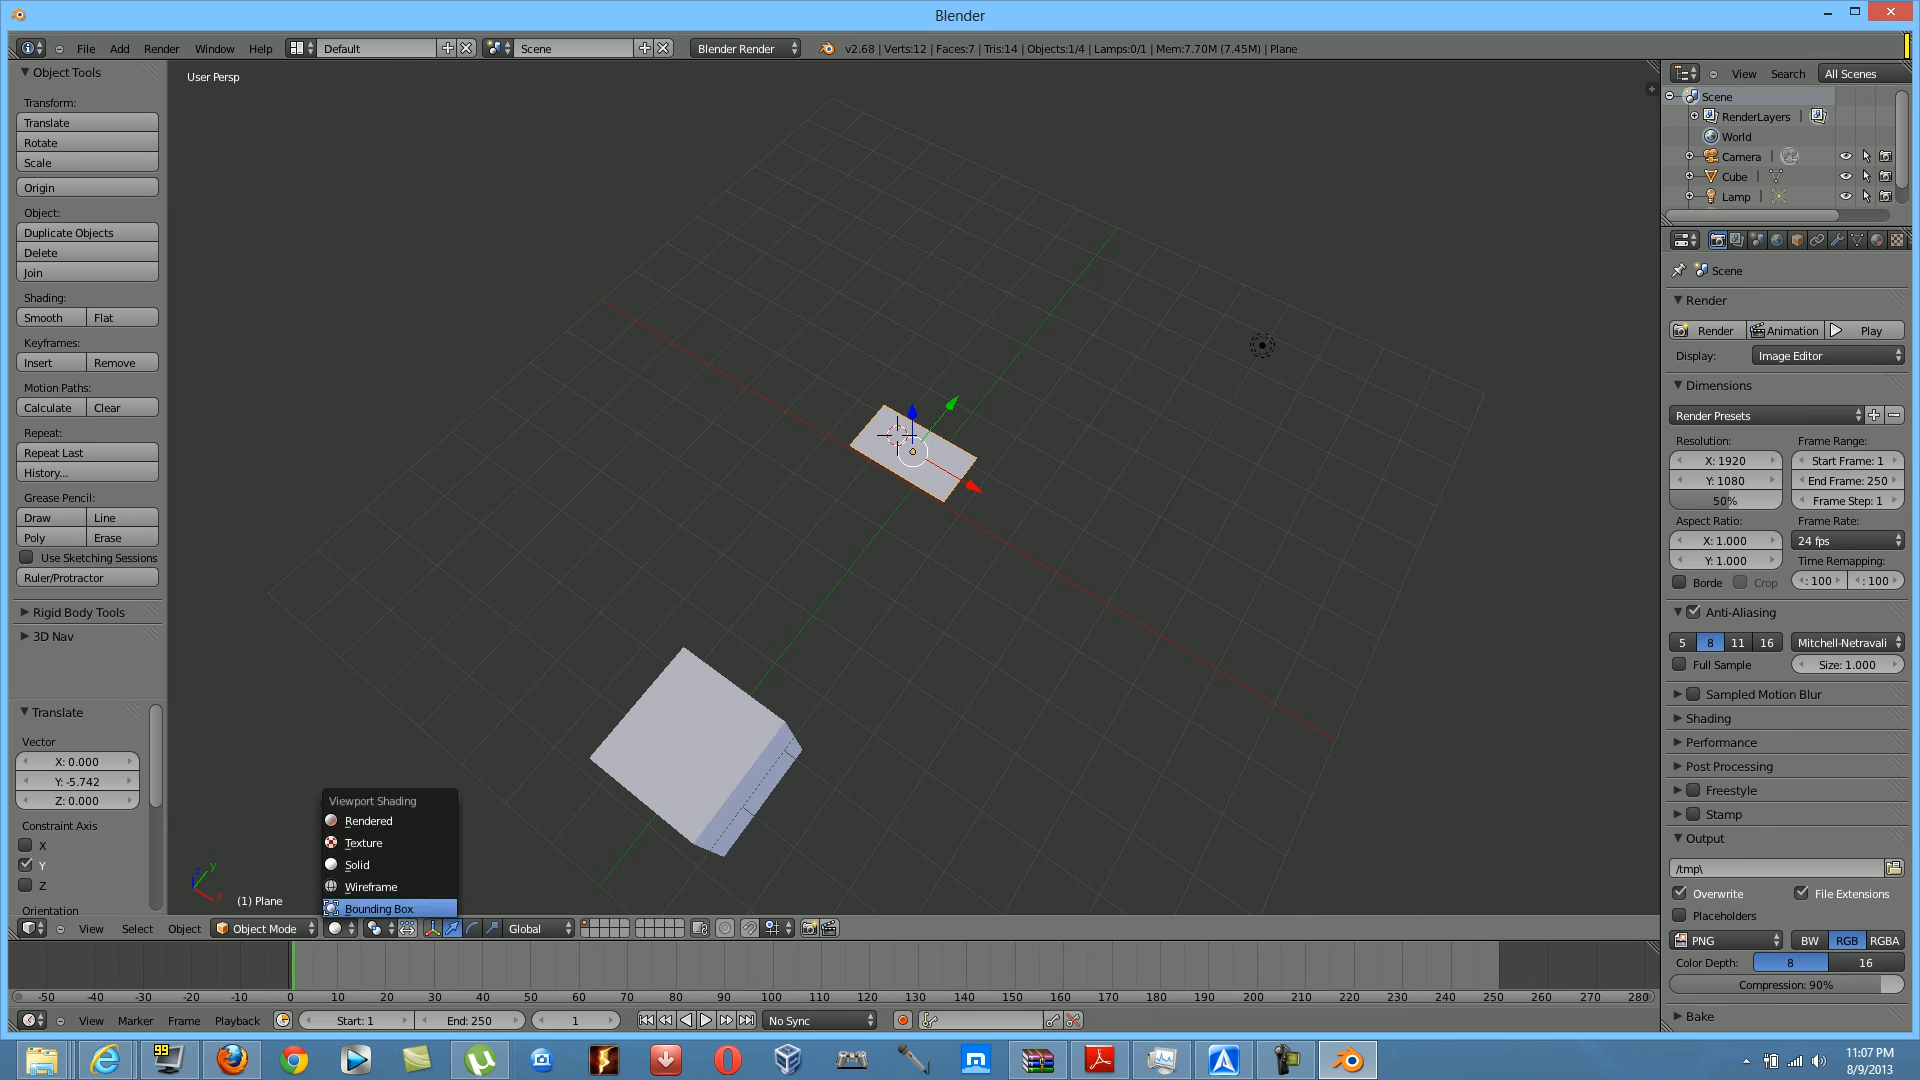 Blender
File Add Render Window Help Default Scene Blender Render v2.68 | Verts:12 | Faces:7 | Tris:14 | Objects:1/4 | Lamps:0/1 | Mem:7.70M (7.45M) | Plane
Object Tools
Transform:
Translate
Rotate
Scale
Origin
Object:
Duplicate Objects
Delete
Join
Shading:
Smooth Flat
Keyframes:
Insert Remove
Motion Paths:
Calculate Clear
Repeat:
Repeat Last
History...
Grease Pencil:
Draw Line
Poly Erase
Use Sketching Sessions
Ruler/Protractor
Rigid Body Tools
3D Nav
Translate
Vector
X: 0.000
Y: -5.742
Z: 0.000
Constraint Axis
X
Y
Z
Orientation
User Persp
Viewport Shading
Rendered
Texture
Solid
Wireframe
Bounding Box
z y
x
(1) Plane
View Select Object Object Mode Global
-50 -40 -30 -20 -10 0 10 20 30 40 50 60 70 80 90 100 110 120 130 140 150 160 170 180 190 200 210 220 230 240 250 260 270 280
View Marker Frame Playback Start: 1 End: 250 1 No Sync
View Search All Scenes
Scene
RenderLayers
World
Camera
Cube
Lamp
Scene
Render
Render Animation Play
Display: Image Editor
Dimensions
Render Presets
Resolution: Frame Range:
X: 1920 Start Frame: 1
Y: 1080 End Frame: 250
50% Frame Step: 1
Aspect Ratio: Frame Rate:
X: 1.000 24 fps
Y: 1.000 Time Remapping:
Borde Crop : 100 : 100
Anti-Aliasing
5 8 11 16 Mitchell-Netravali
Full Sample Size: 1.000
Sampled Motion Blur
Shading
Performance
Post Processing
Freestyle
Stamp
Output
/tmp\
Overwrite File Extensions
Placeholders
PNG BW RGB RGBA
Color Depth: 8 16
Compression: 90%
Bake
99
11:07 PM
8/9/2013